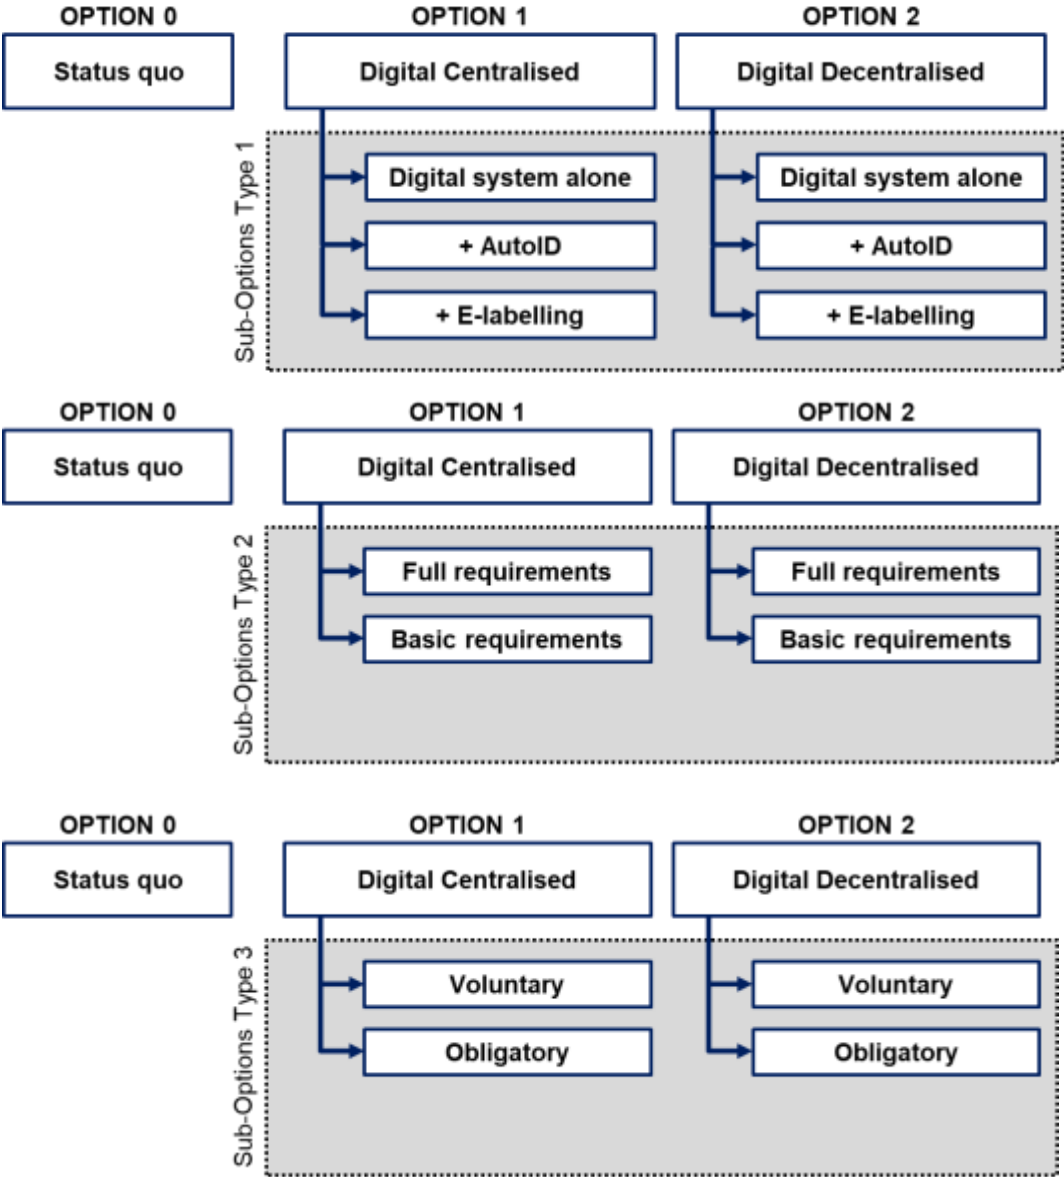 OPTION 0
OPTION 1
OPTION 2
Status quo
Digital Centralised
Digital Decentralised
Sub-Options Type 1
Digital system alone
Digital system alone
+ AutoID
+ AutoID
+ E-labelling
+ E-labelling
OPTION 0
OPTION 1
OPTION 2
Status quo
Digital Centralised
Digital Decentralised
Sub-Options Type 2
Full requirements
Full requirements
Basic requirements
Basic requirements
OPTION 0
OPTION 1
OPTION 2
Status quo
Digital Centralised
Digital Decentralised
Sub-Options Type 3
Voluntary
Voluntary
Obligatory
Obligatory